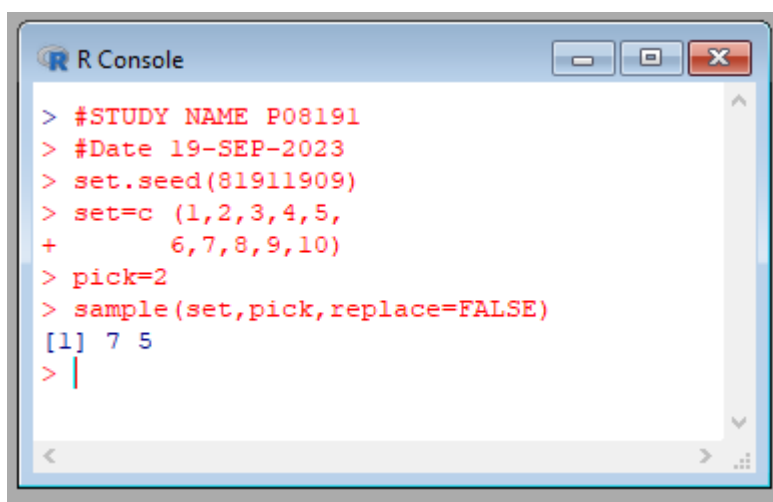 R Console
> #STUDY NAME P08191
> #Date 19-SEP-2023
> set.seed(81911909)
> set=c (1,2,3,4,5,
+       6,7,8,9,10)
> pick=2
> sample(set,pick,replace=FALSE)
[1] 7 5
>